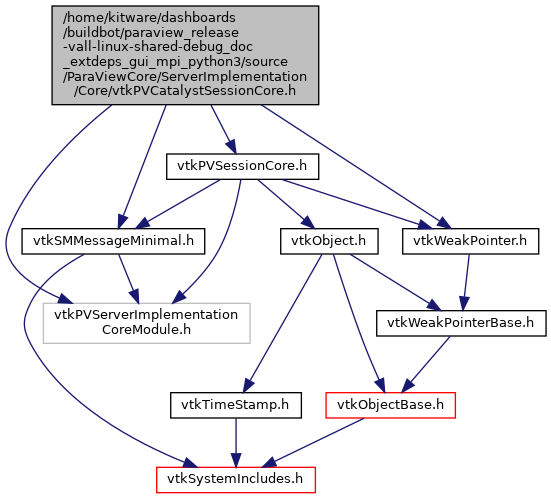 /home/kitware/dashboards
/buildbot/paraview_release
-vall-linux-shared-debug_doc
_extdeps_gui_mpi_python3/source
/ParaViewCore/ServerImplementation
/Core/vtkPVCatalystSessionCore.h
vtkPVSessionCore.h
vtkSMMessageMinimal.h
vtkObject.h
vtkWeakPointer.h
vtkPVServerImplementation
CoreModule.h
vtkWeakPointerBase.h
vtkTimeStamp.h
vtkObjectBase.h
vtkSystemIncludes.h